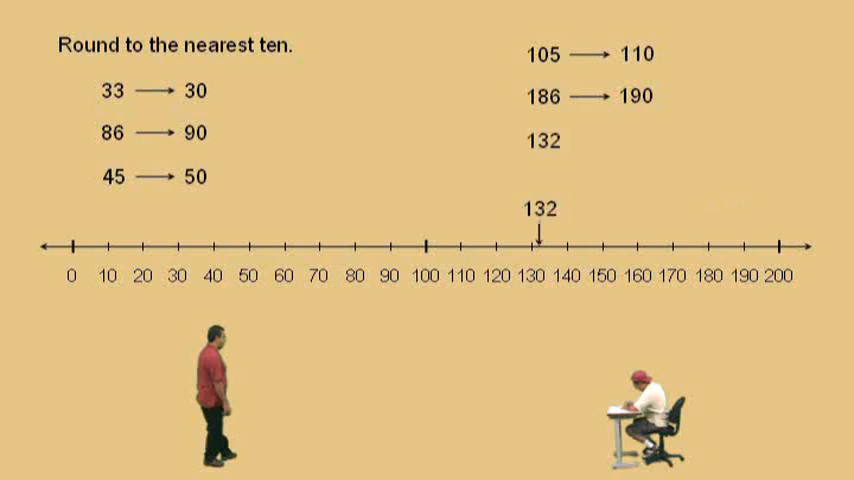 Round to the nearest ten.
33 → 30
86 → 90
45 → 50
105 → 110
186 → 190
132
132
0 10 20 30 40 50 60 70 80 90 100 110 120 130 140 150 160 170 180 190 200